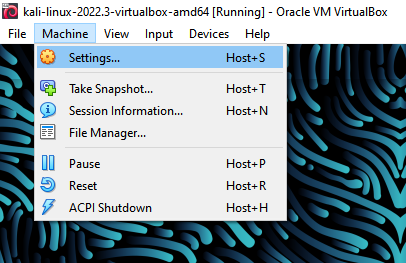 kali-linux-2022.3-virtualbox-amd64 [Running] - Oracle VM VirtualBox
File Machine View Input Devices Help
Settings... Host+S
Take Snapshot... Host+T
Session Information... Host+N
File Manager...
Pause Host+P
Reset Host+R
ACPI Shutdown Host+H